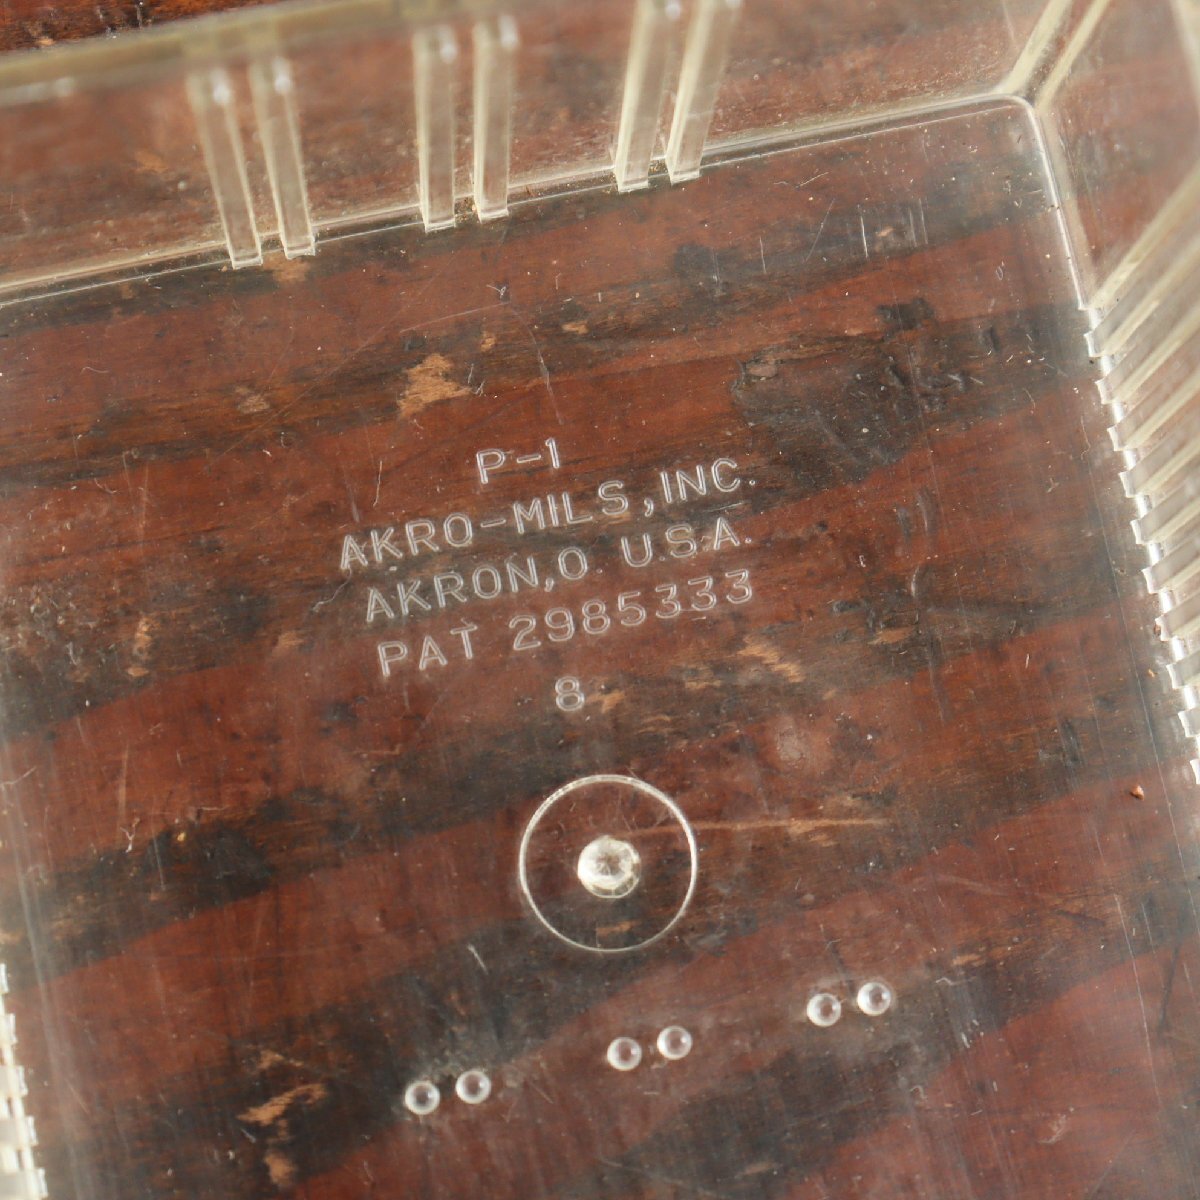 P-1
AKRO-MILS, INC.
AKRON, O. U.S.A.
PAT 2985333
8